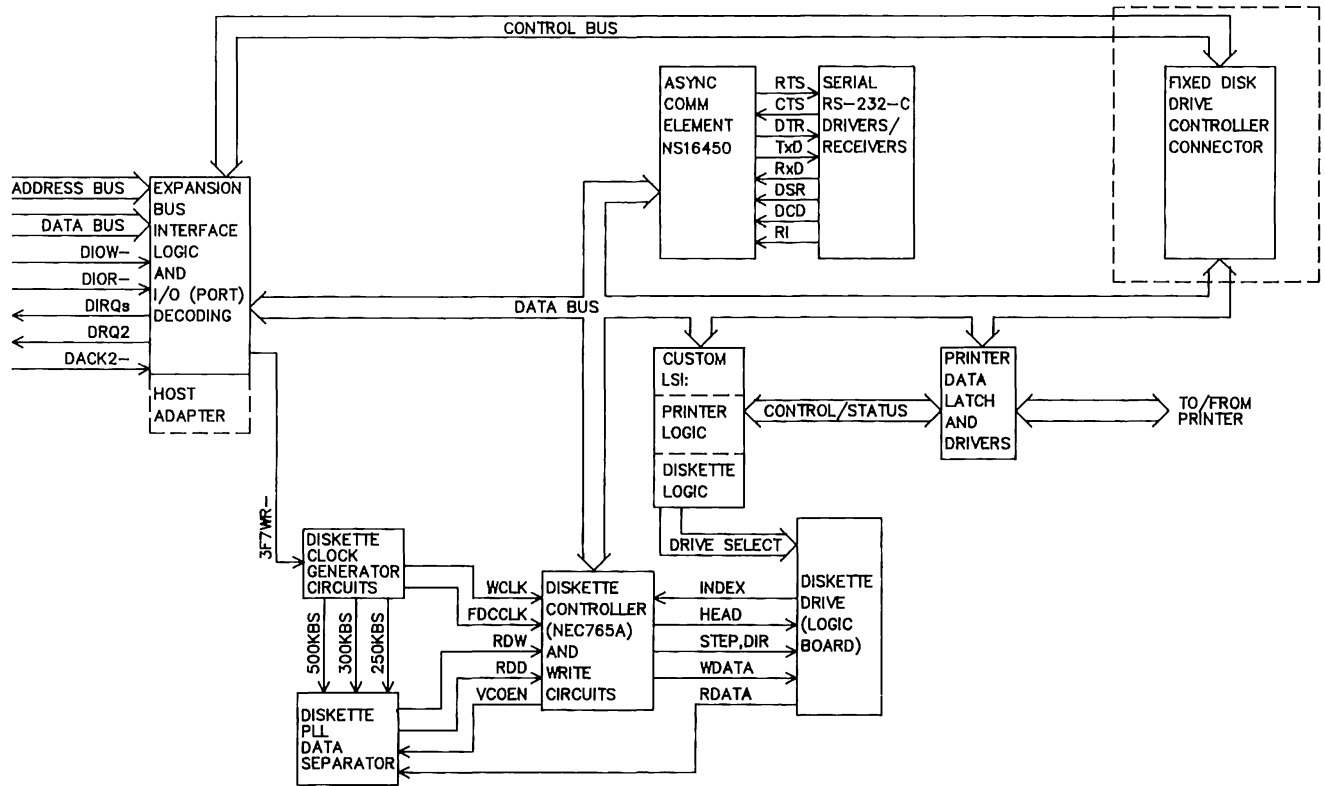 CONTROL BUS
ASYNC
COMM
ELEMENT
NS16450
RTS
CTS
DTR
TxD
RxD
DSR
DCD
RI
SERIAL
RS-232-C
DRIVERS/
RECEIVERS
FIXED DISK
DRIVE
CONTROLLER
CONNECTOR
ADDRESS BUS
DATA BUS
DIOW-
DIOR-
DIRQs
DRQ2
DACK2-
EXPANSION
BUS
INTERFACE
LOGIC
AND
I/O (PORT)
DECODING
HOST
ADAPTER
DATA BUS
CUSTOM
LSI:
PRINTER
LOGIC
DISKETTE
LOGIC
CONTROL/STATUS
PRINTER
DATA
LATCH
AND
DRIVERS
TO/FROM
PRINTER
3F7WR-
DRIVE SELECT
DISKETTE
CLOCK
GENERATOR
CIRCUITS
500KBS
300KBS
250KBS
WCLK
FDCCLK
RDW
RDD
VCOEN
DISKETTE
CONTROLLER
(NEC765A)
AND
WRITE
CIRCUITS
INDEX
HEAD
STEP,DIR
WDATA
RDATA
DISKETTE
DRIVE
(LOGIC
BOARD)
DISKETTE
PLL
DATA
SEPARATOR